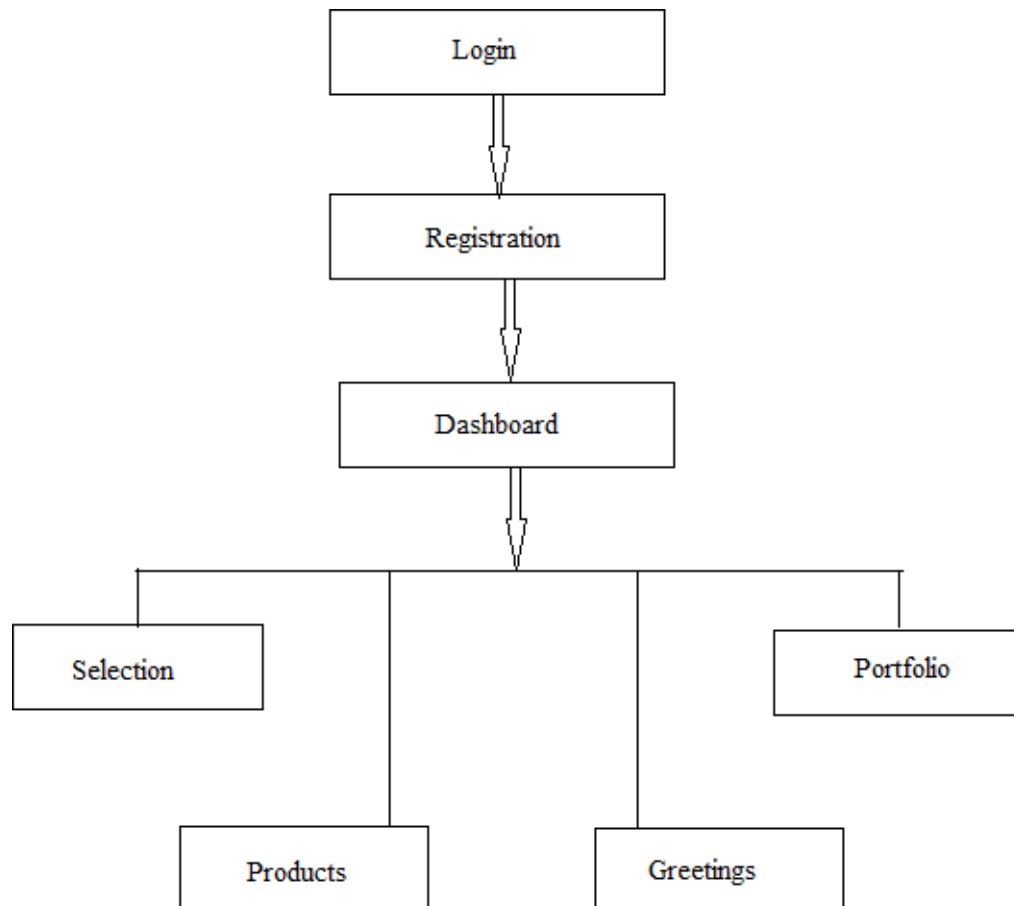 Login
Registration
Dashboard
Selection
Portfolio
Products
Greetings